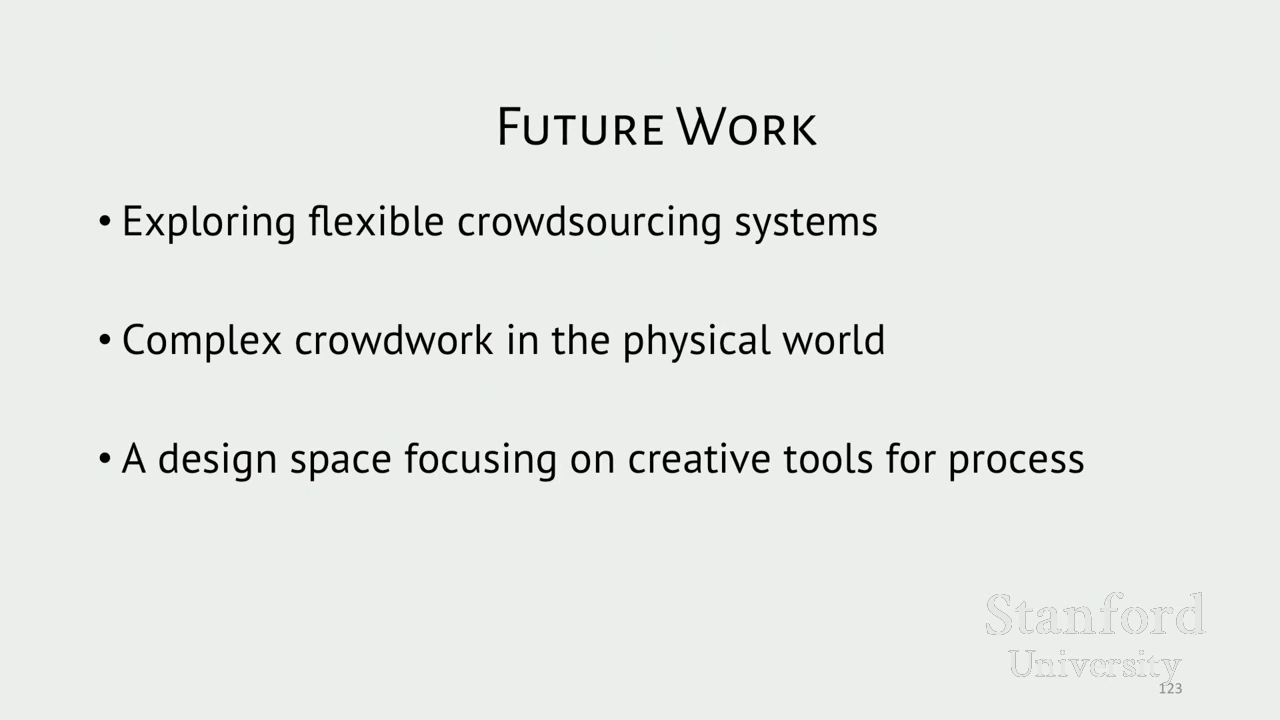 Future Work
• Exploring flexible crowdsourcing systems
• Complex crowdwork in the physical world
• A design space focusing on creative tools for process
Stanford
University
123